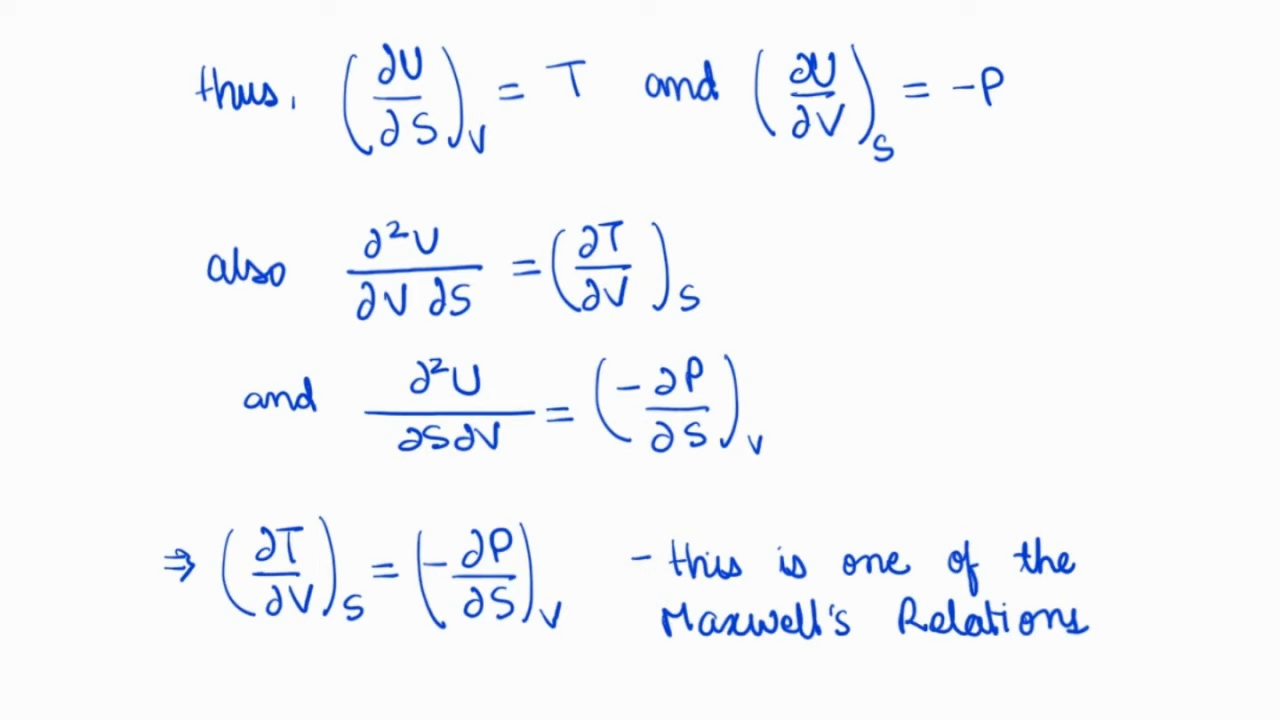 thus, (∂U/∂S)_V = T and (∂U/∂V)_S = -P
also ∂²U/∂V ∂S = (∂T/∂V)_S
and ∂²U/∂S∂V = (-∂P/∂S)_V
⇒ (∂T/∂V)_S = (-∂P/∂S)_V - this is one of the
Maxwell's Relations